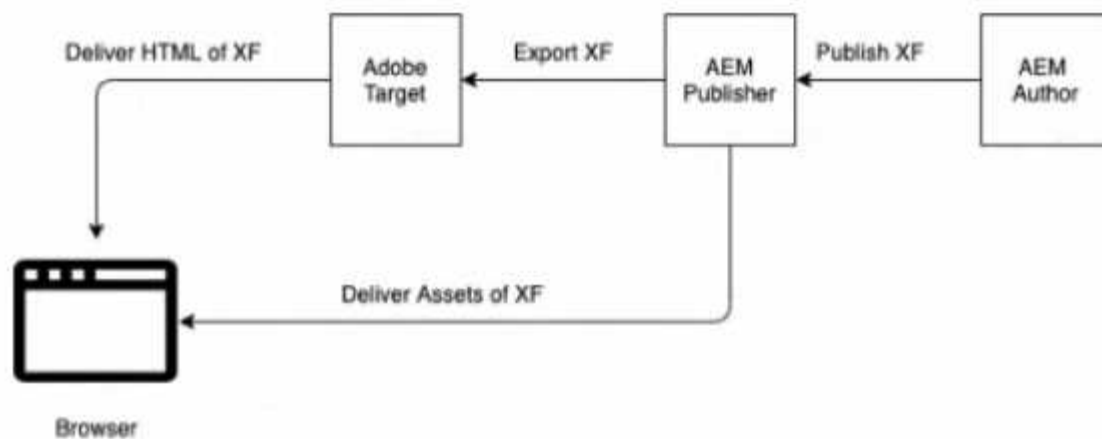 Deliver HTML of XF
Adobe
Target
Export XF
AEM
Publisher
Publish XF
AEM
Author
Deliver Assets of XF
Browser